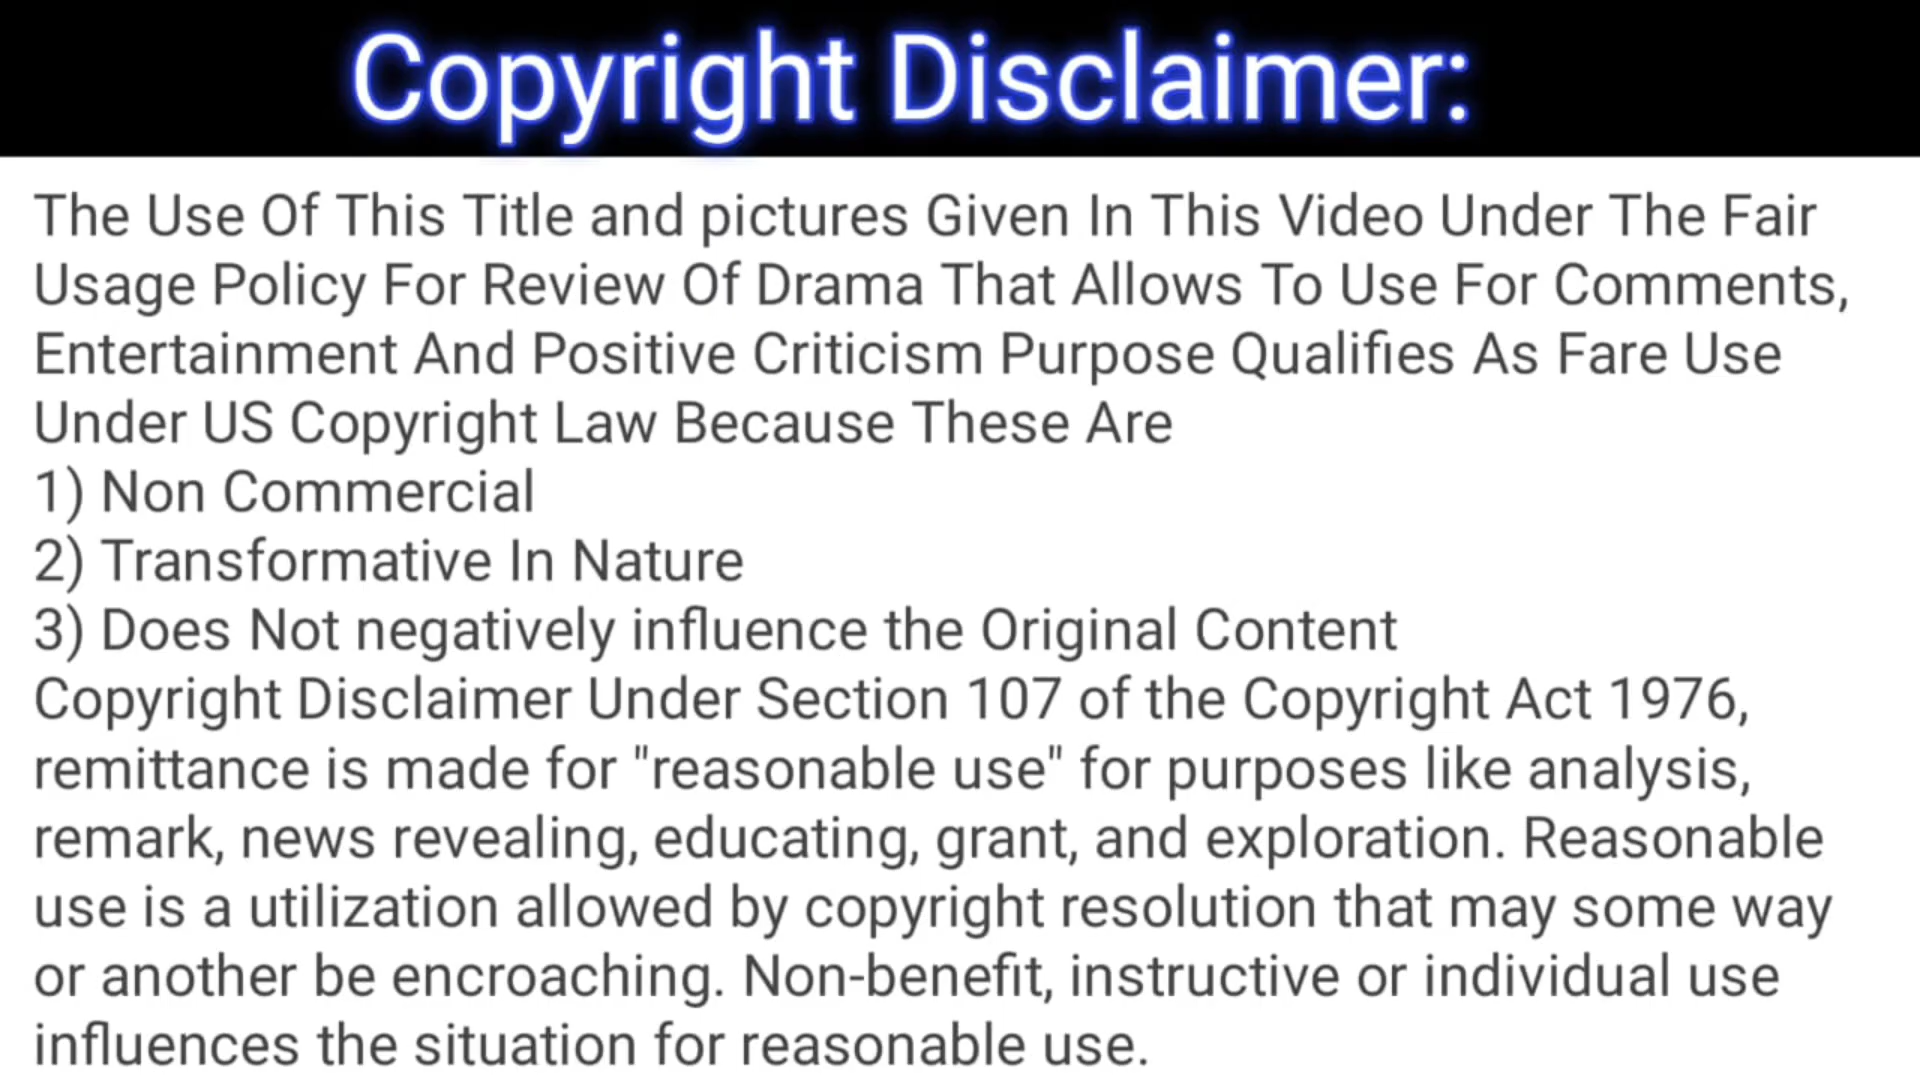 Copyright Disclaimer:
The Use Of This Title and pictures Given In This Video Under The Fair
Usage Policy For Review Of Drama That Allows To Use For Comments,
Entertainment And Positive Criticism Purpose Qualifies As Fare Use
Under US Copyright Law Because These Are
1) Non Commercial
2) Transformative In Nature
3) Does Not negatively influence the Original Content
Copyright Disclaimer Under Section 107 of the Copyright Act 1976,
remittance is made for "reasonable use" for purposes like analysis,
remark, news revealing, educating, grant, and exploration. Reasonable
use is a utilization allowed by copyright resolution that may some way
or another be encroaching. Non-benefit, instructive or individual use
influences the situation for reasonable use.